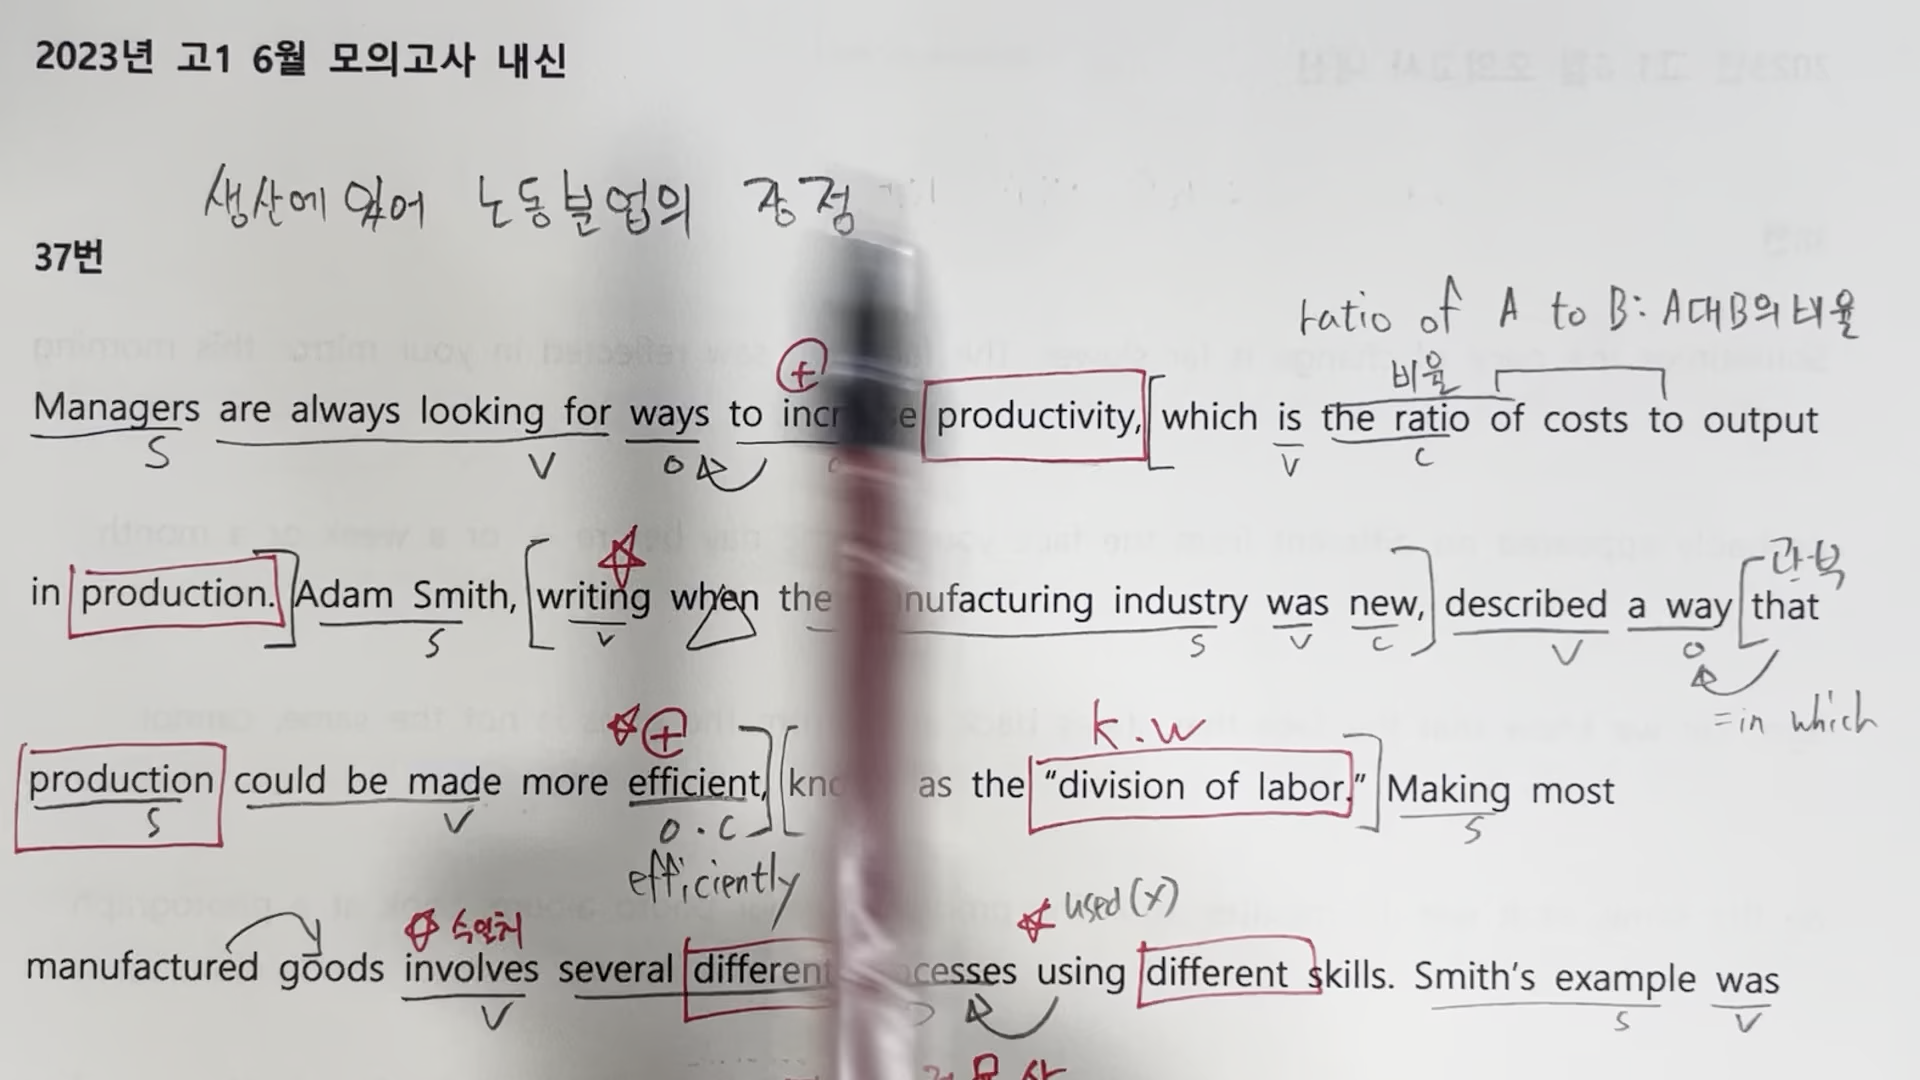 2023년 고1 6월 모의고사 내신
생산에 있어 노동분업의 장점
37번
ratio of A to B: A대B의 비율
비율
Managers are always looking for ways to productivity, which is the ratio of costs to output
S V O V C
in production. Adam Smith, writing when the industry was new, described a way that
관부
S V S V C V O
= in which
k.w
production could be made more efficient, as the “division of labor.” Making most
S V O.C S
efficiently
수일치 used(X)
manufactured goods involves several different using different skills. Smith’s example was
V S V